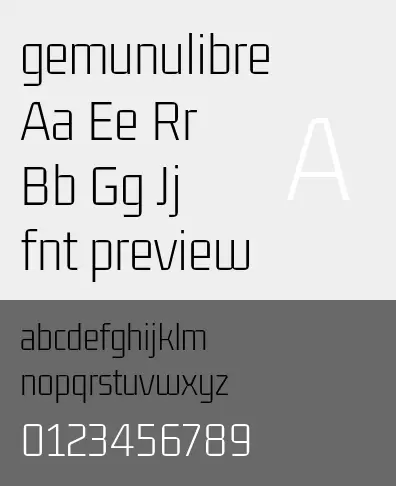 gemunulibre
Aa Ee Rr
Bb Gg Jj
A
fnt preview
abcdefghijklm
nopqrstuvwxyz
0123456789